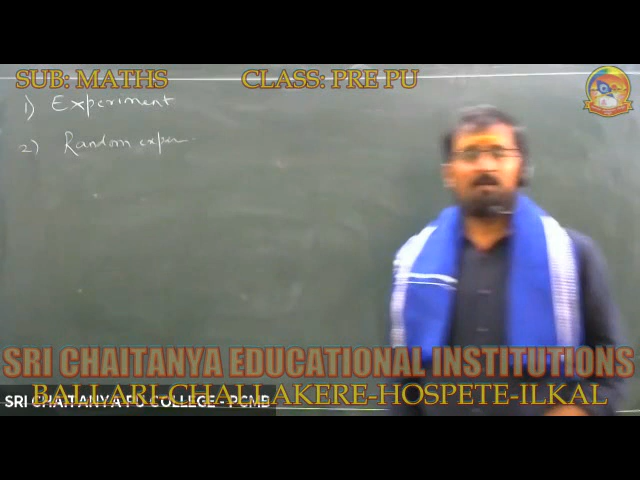 SUB: MATHS CLASS: PRE PU
1) Experiment
2) Random exper
SRI CHAITANYA EDUCATIONAL INSTITUTIONS
BALLARI-CHALLAKERE-HOSPETE-ILKAL
SRI CHAITANYA PU COLLEGE - PCMB